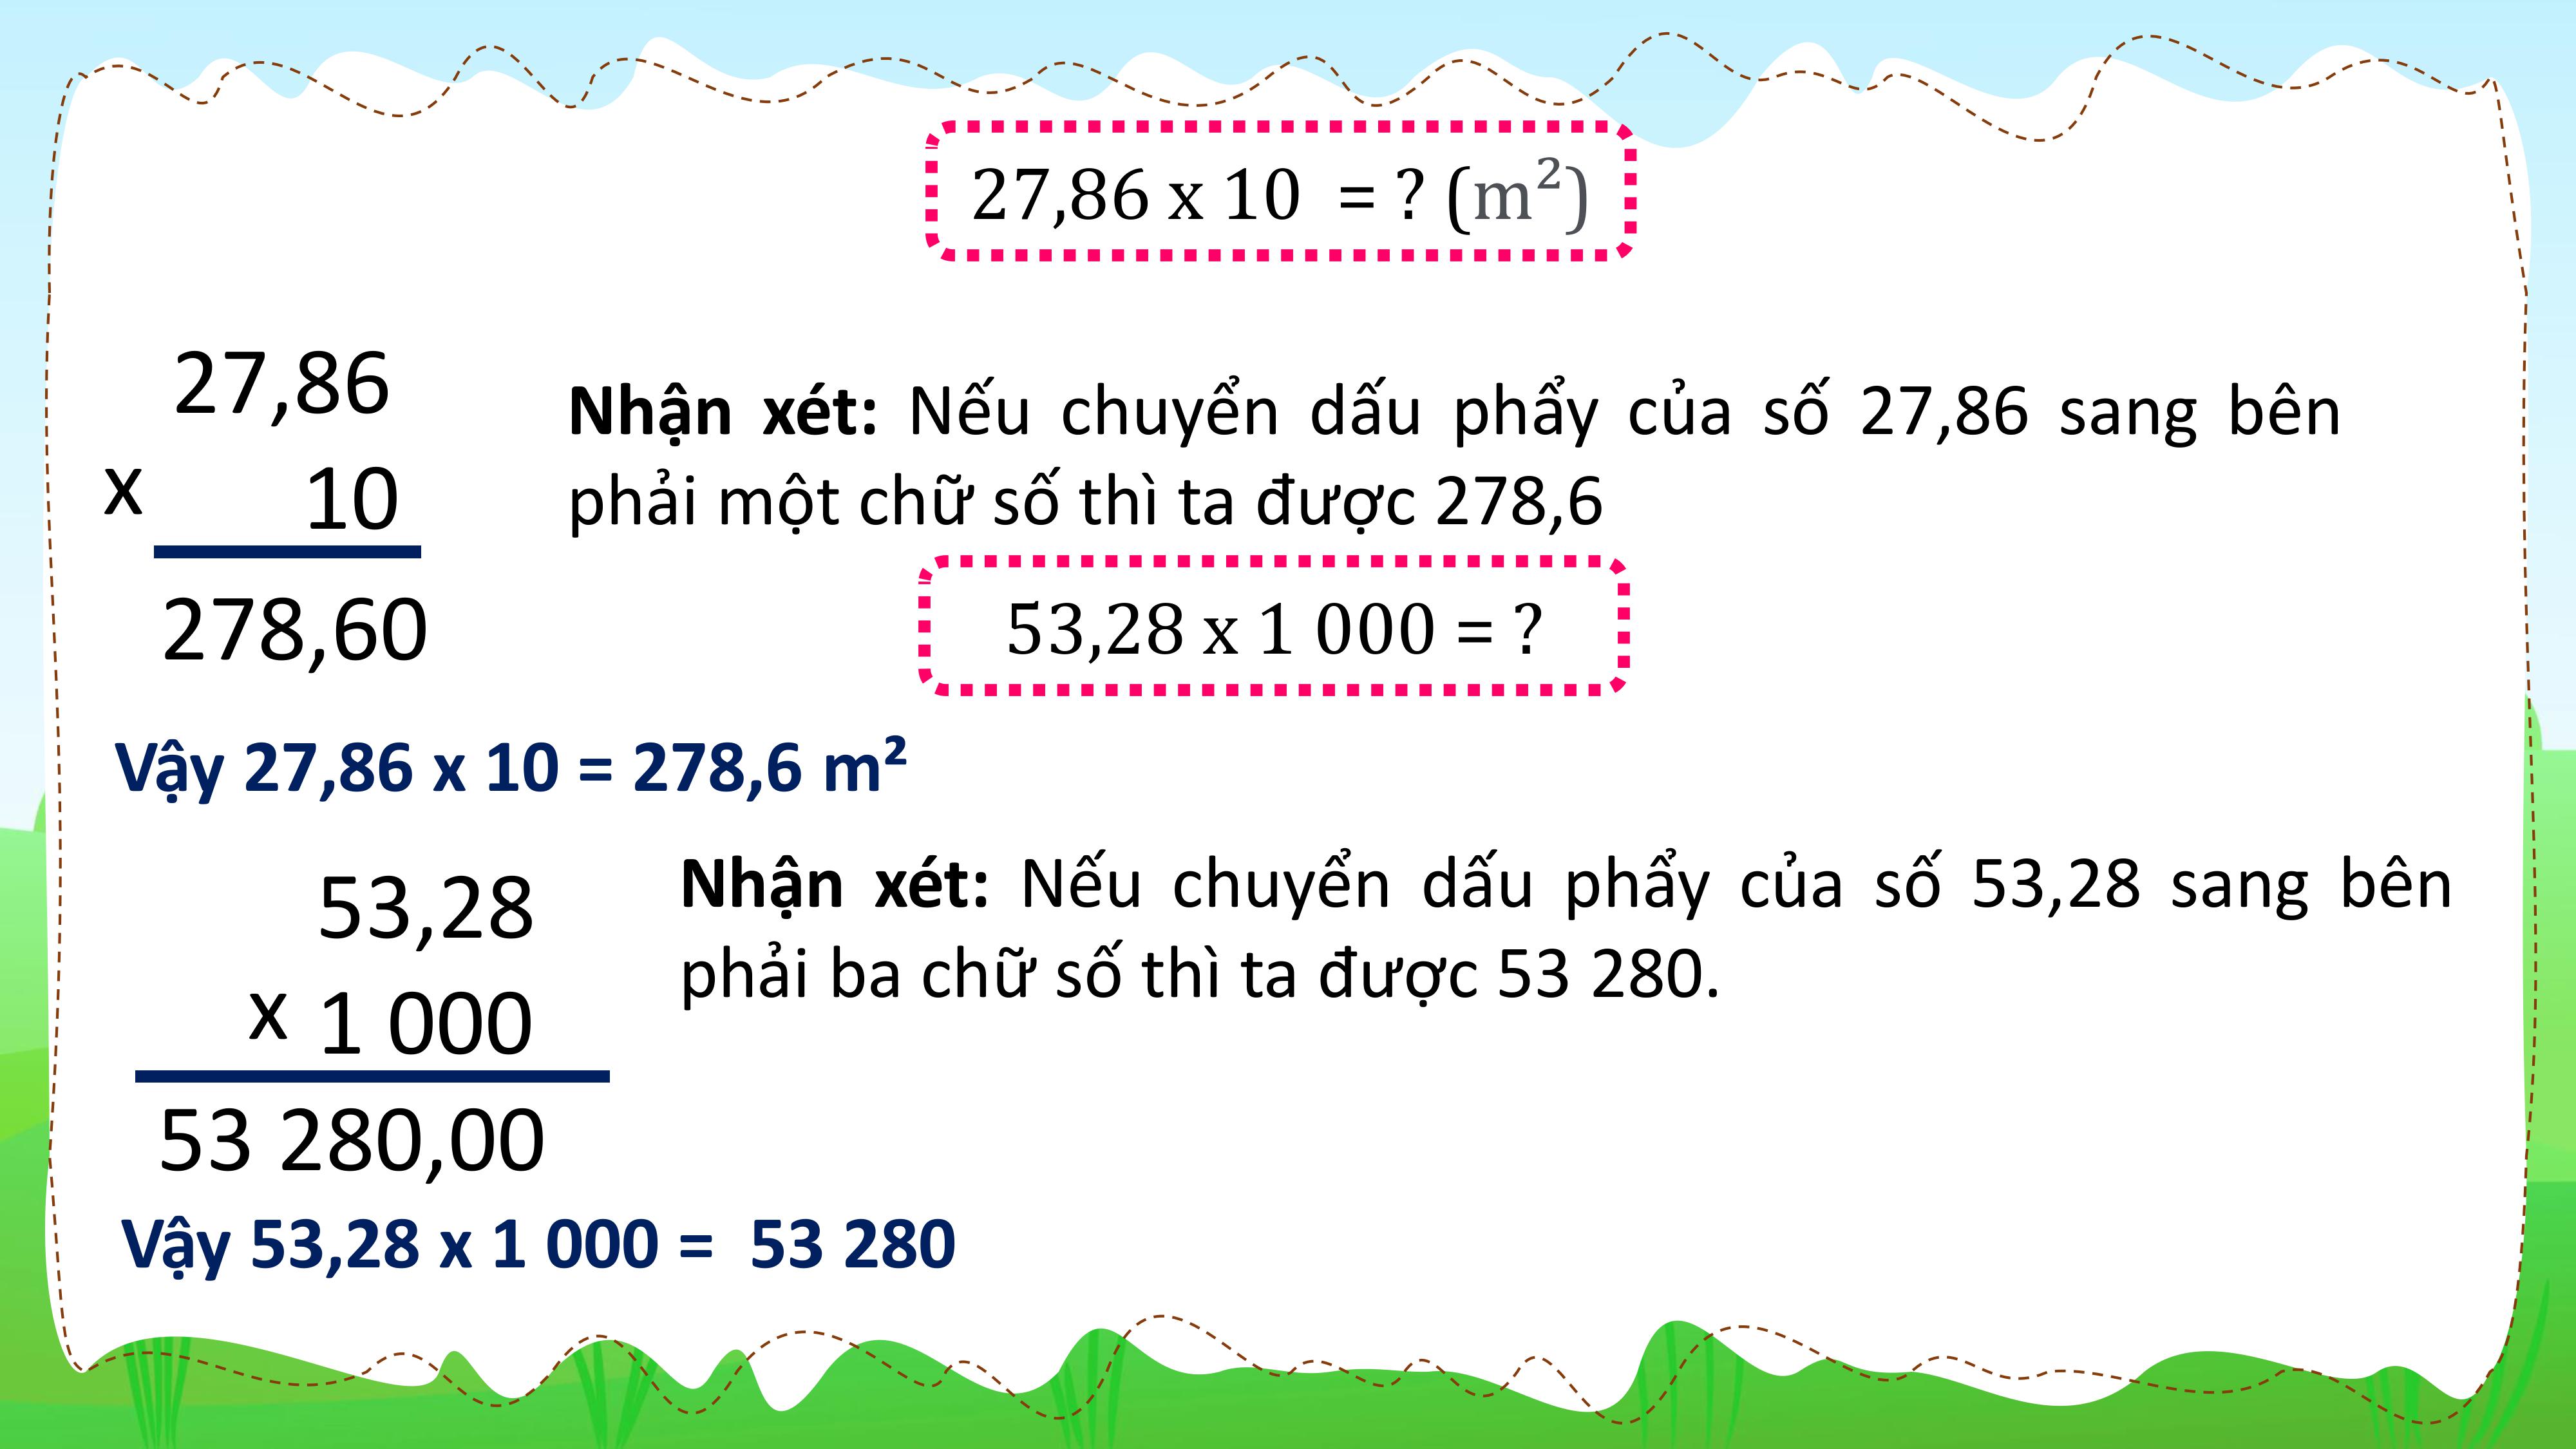 27,86 x 10 = ? (m²)
27,86
x 10
278,60
Nhận xét: Nếu chuyển dấu phẩy của số 27,86 sang bên
phải một chữ số thì ta được 278,6
53,28 x 1 000 = ?
Vậy 27,86 x 10 = 278,6 m²
53,28
x 1 000
53 280,00
Nhận xét: Nếu chuyển dấu phẩy của số 53,28 sang bên
phải ba chữ số thì ta được 53 280.
Vậy 53,28 x 1 000 = 53 280